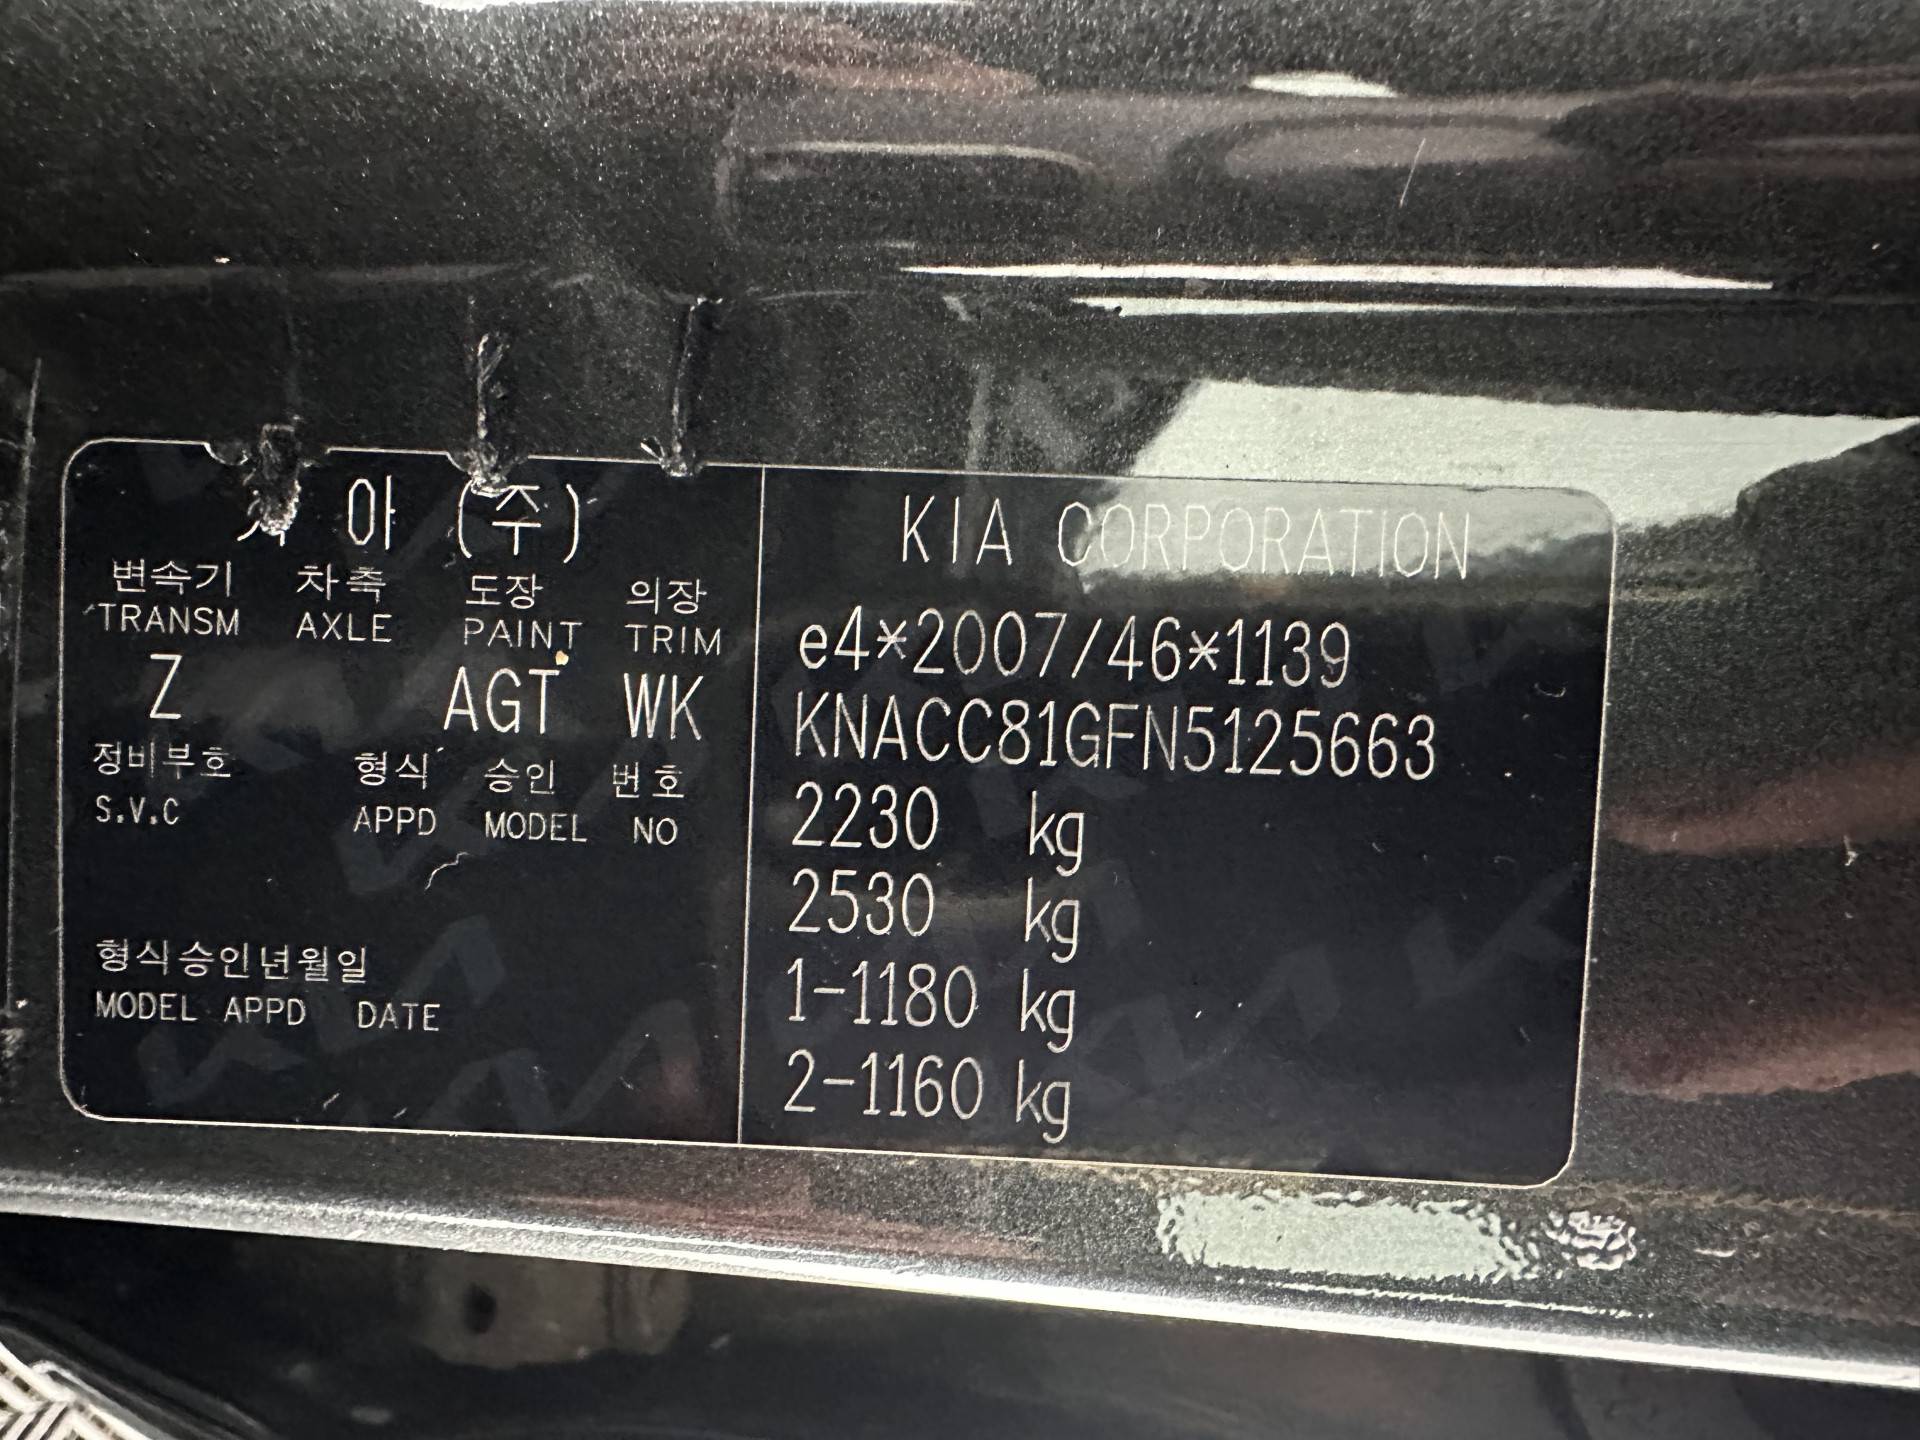 아 (주)
변속기 차축 도장 의장
TRANSM AXLE PAINT TRIM
Z AGT WK
정비부호 형식 승인 번호
S.V.C APPD MODEL NO
형식승인년월일
MODEL APPD DATE
KIA CORPORATION
e4*2007/46*1139
KNACC81GFN5125663
2230 kg
2530 kg
1-1180 kg
2-1160 kg